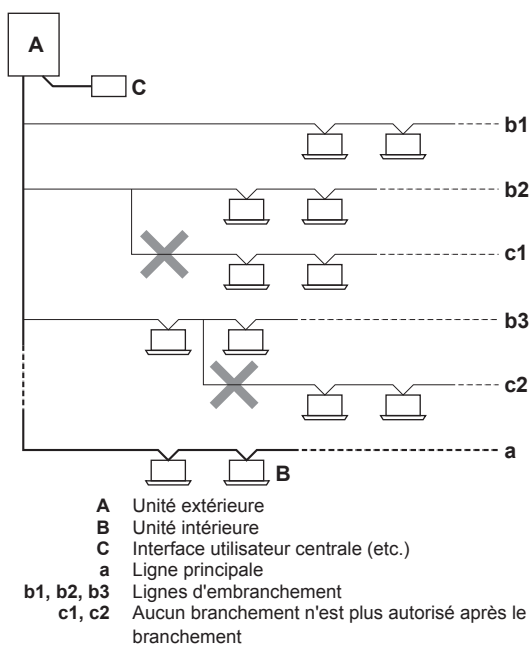 A
C
b1
b2
c1
b3
c2
a
B
A Unité extérieure
B Unité intérieure
C Interface utilisateur centrale (etc.)
a Ligne principale
b1, b2, b3 Lignes d'embranchement
c1, c2 Aucun branchement n'est plus autorisé après le
branchement